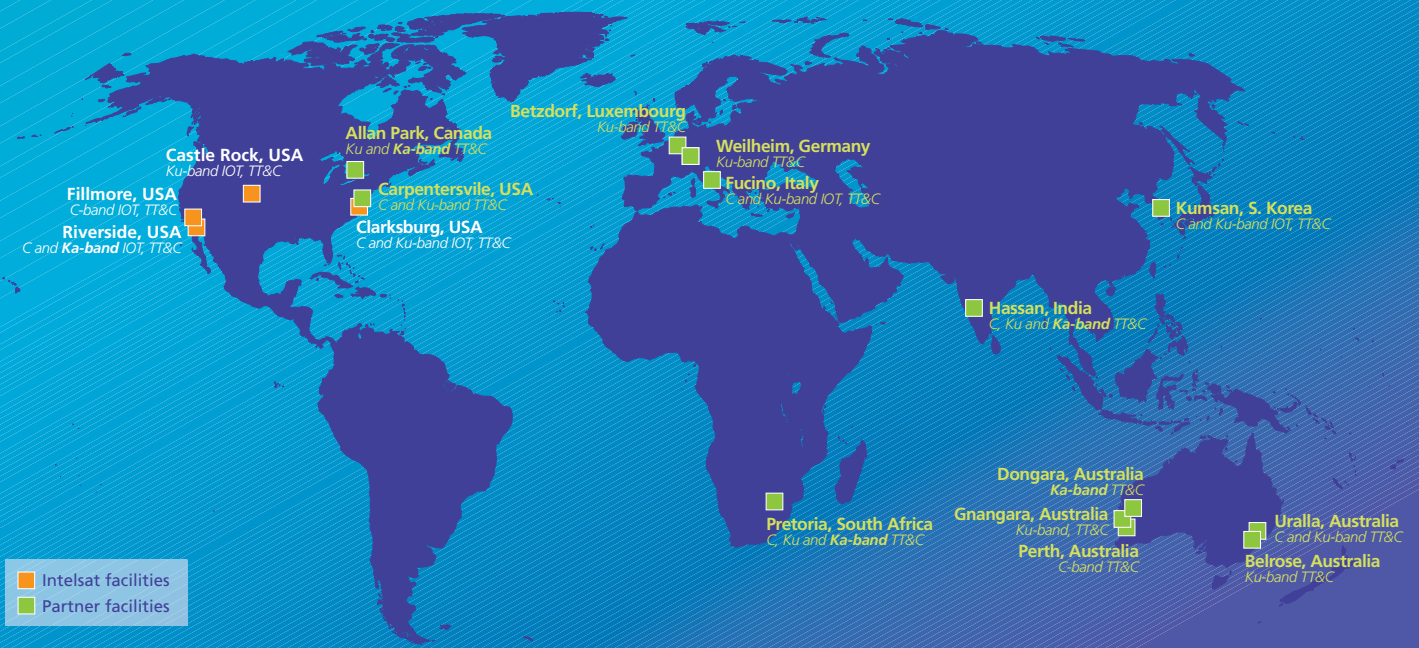 Betzdorf, Luxembourg
Ku-band TT&C
Allan Park, Canada
Ku and Ka-band TT&C
Castle Rock, USA
Ku-band IOT, TT&C
Weilheim, Germany
Ku-band TT&C
Fillmore, USA
C-band IOT, TT&C
Carpentersville, USA
C and Ku-band TT&C
Fucino, Italy
C and Ku-band IOT, TT&C
Riverside, USA
C and Ka-band IOT, TT&C
Clarksburg, USA
C and Ku-band IOT, TT&C
Kumsan, S. Korea
C and Ku-band IOT, TT&C
Hassan, India
C, Ku and Ka-band TT&C
Dongara, Australia
Ka-band TT&C
Gnangara, Australia
Ku-band, TT&C
Pretoria, South Africa
C, Ku and Ka-band TT&C
Uralla, Australia
C and Ku-band TT&C
Perth, Australia
C-band TT&C
Belrose, Australia
Ku-band TT&C
Intelsat facilities
Partner facilities